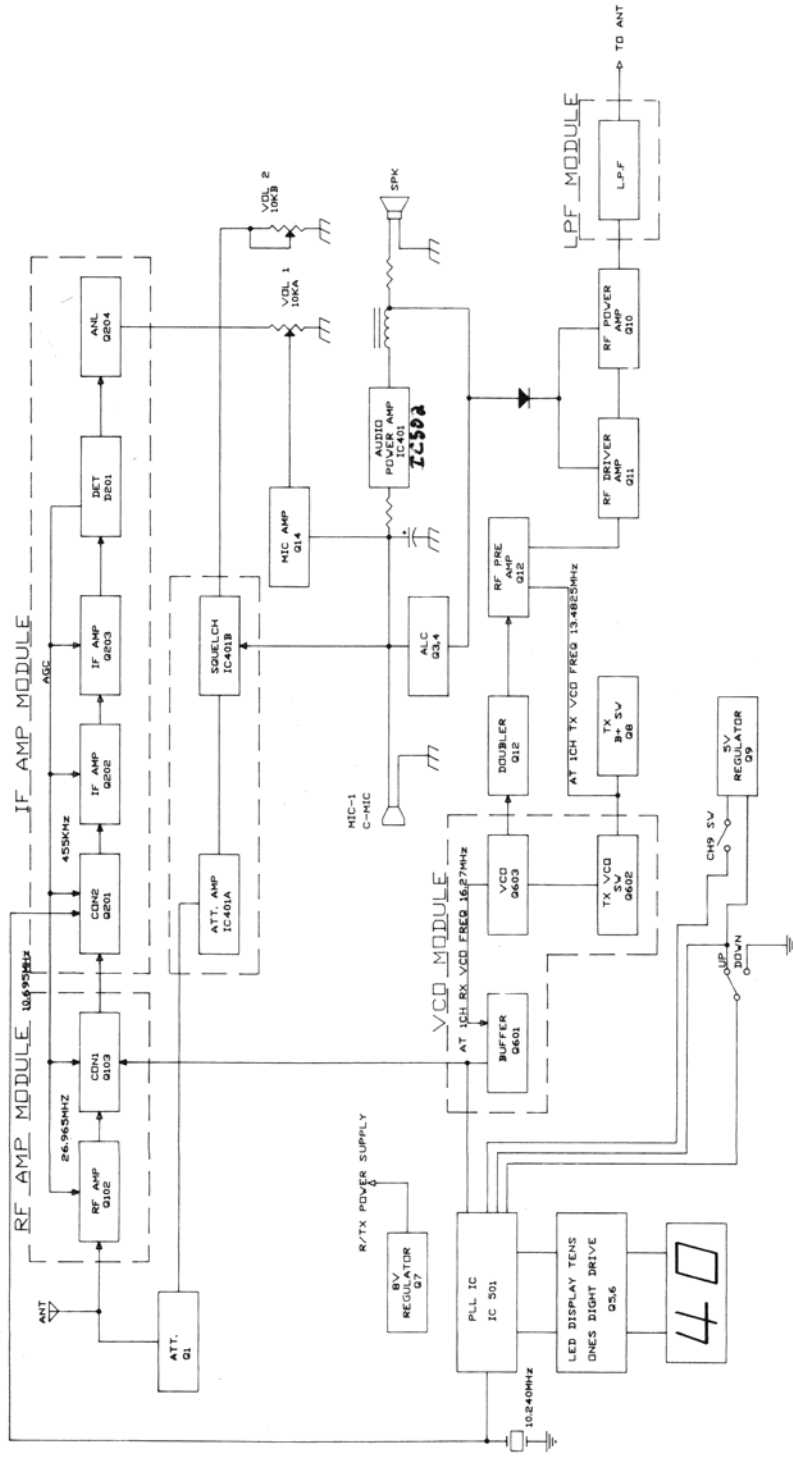 RF AMP MODULE
IF AMP MODULE
ANT
26.965MHZ
10.695MHz
455KHz
AGC
RF AMP
Q102
CON1
Q103
CON2
Q201
IF AMP
Q202
IF AMP
Q203
DET
D201
ANL
Q204
ATT.
Q1
ATT. AMP
IC401A
SQUELCH
IC401B
MIC AMP
Q14
VOL 1
10KA
VOL 2
10KB
R/TX POWER SUPPLY
8V
REGULATOR
Q7
MIC-1
C-MIC
ALC
Q3,4
AUDIO
POWER AMP
IC401
IC502
SPK
VCO MODULE
AT 1CH RX VCO FREQ 16.27MHz
BUFFER
Q601
VCO
Q603
TX VCO
SW
Q602
DOUBLER
Q12
RF PRE
AMP
Q12
AT 1CH TX VCO FREQ 13.4825MHz
TX
B+ SW
Q8
RF DRIVER
AMP
Q11
RF POWER
AMP
Q10
LPF MODULE
L.P.F
TO ANT
10.240MHz
PLL IC
IC 501
LED DISPLAY TENS
ONES DIGHT DRIVE
Q5,6
40
UP
DOWN
CH9 SW
5V
REGULATOR
Q9